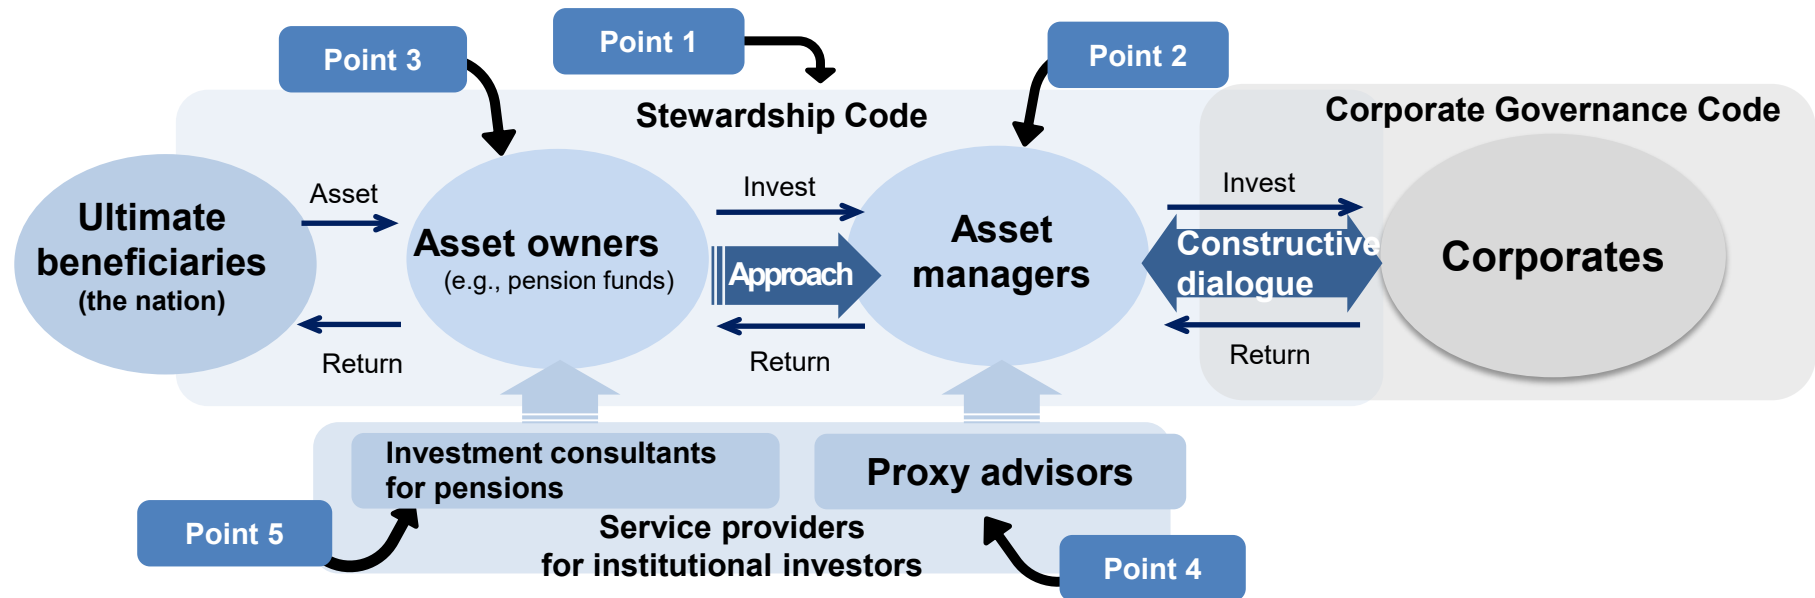 Point 3
Point 1
Point 2
Stewardship Code
Corporate Governance Code
Ultimate
beneficiaries
(the nation)
Asset
Return
Asset owners
(e.g., pension funds)
Invest
Approach
Return
Asset
managers
Invest
Constructive
dialogue
Return
Corporates
Investment consultants
for pensions
Proxy advisors
Service providers
for institutional investors
Point 5
Point 4